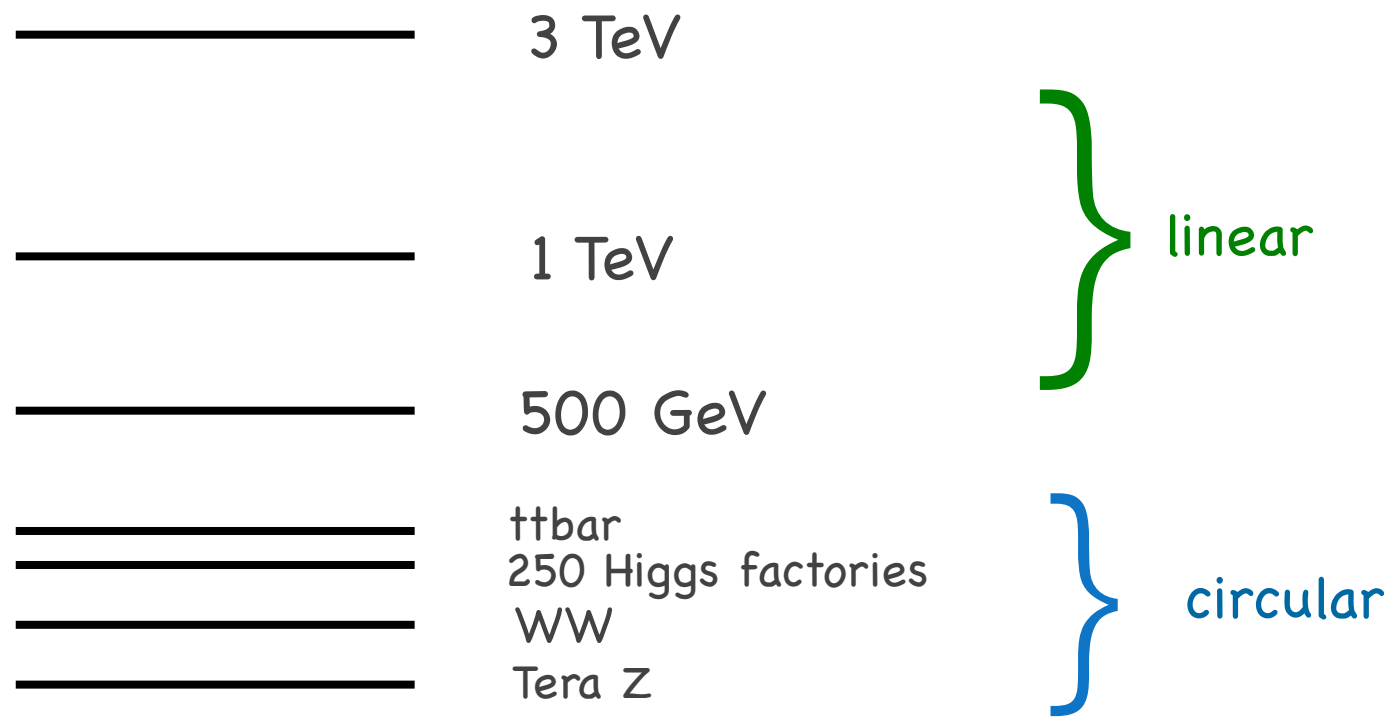 3 TeV
1 TeV
linear
500 GeV
ttbar
250 Higgs factories
circular
WW
Tera Z